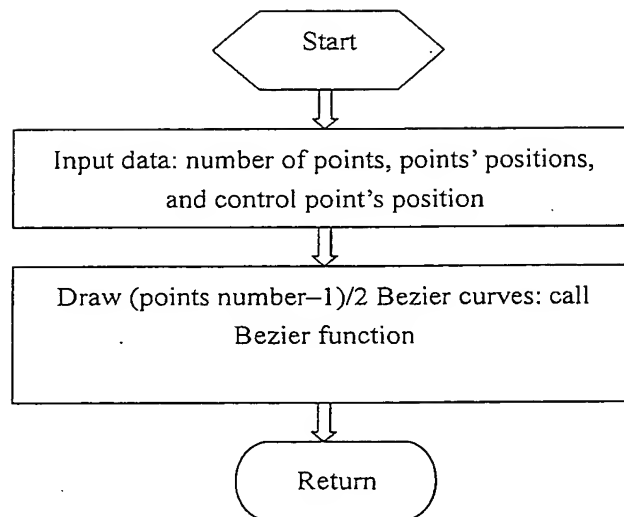 Start
Input data: number of points, points’ positions,
and control point’s position
Draw (points number–1)/2 Bezier curves: call
Bezier function
Return